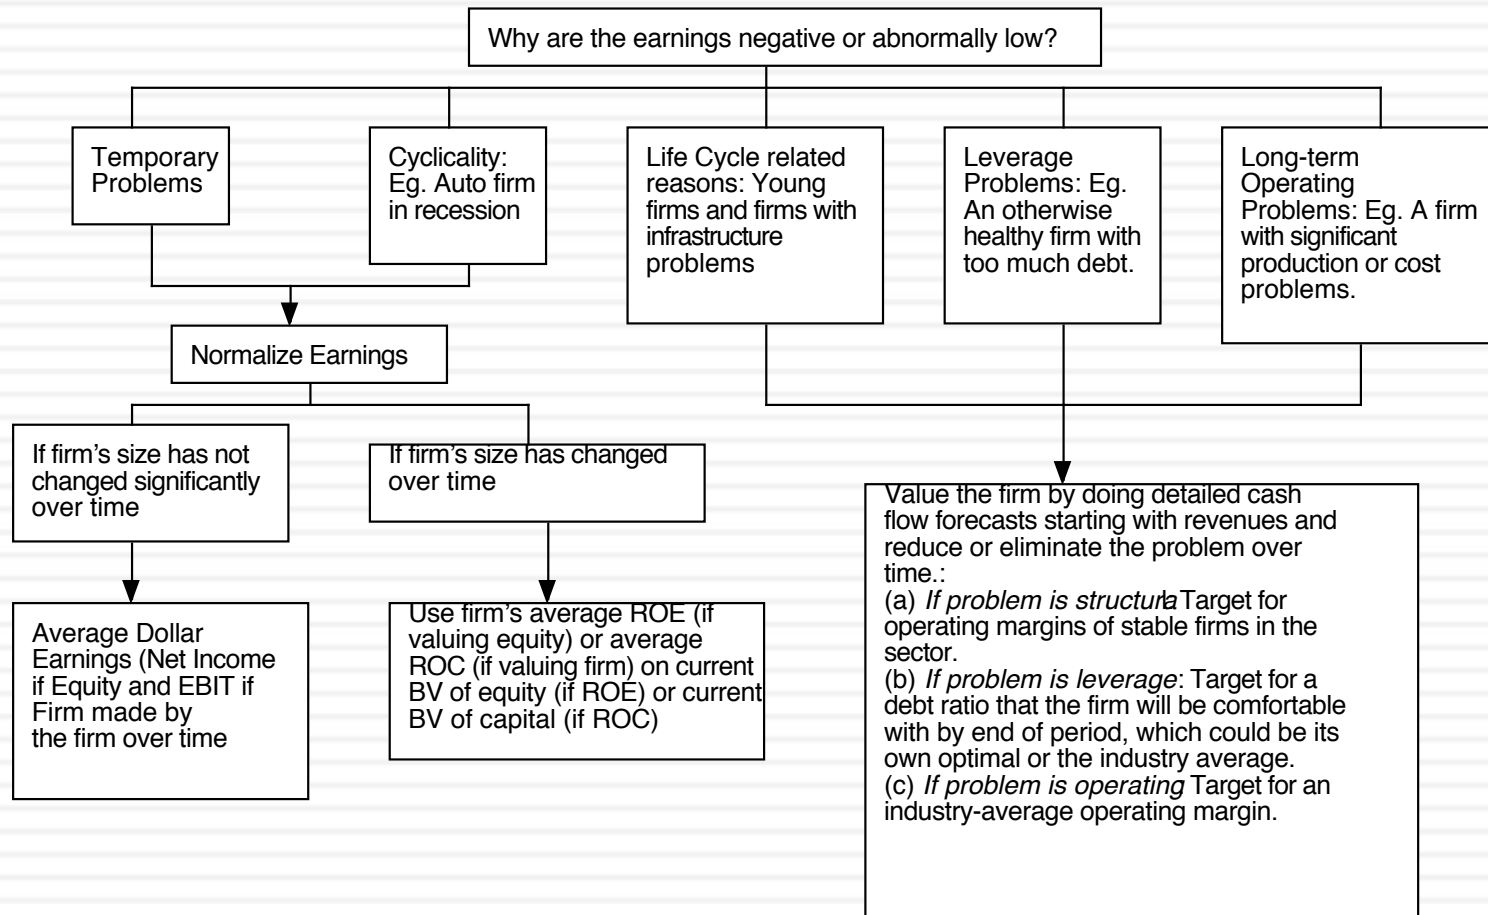 Why are the earnings negative or abnormally low?
Temporary
Problems
Cyclicality:
Eg. Auto firm
in recession
Life Cycle related
reasons: Young
firms and firms with
infrastructure
problems
Leverage
Problems: Eg.
An otherwise
healthy firm with
too much debt.
Long-term
Operating
Problems: Eg. A firm
with significant
production or cost
problems.
Normalize Earnings
If firm's size has not
changed significantly
over time
If firm's size has changed
over time
Average Dollar
Earnings (Net Income
if Equity and EBIT if
Firm made by
the firm over time
Use firm's average ROE (if
valuing equity) or average
ROC (if valuing firm) on current
BV of equity (if ROE) or current
BV of capital (if ROC)
Value the firm by doing detailed cash
flow forecasts starting with revenues and
reduce or eliminate the problem over
time.:
(a) If problem is structural Target for
operating margins of stable firms in the
sector.
(b) If problem is leverage: Target for a
debt ratio that the firm will be comfortable
with by end of period, which could be its
own optimal or the industry average.
(c) If problem is operating Target for an
industry-average operating margin.